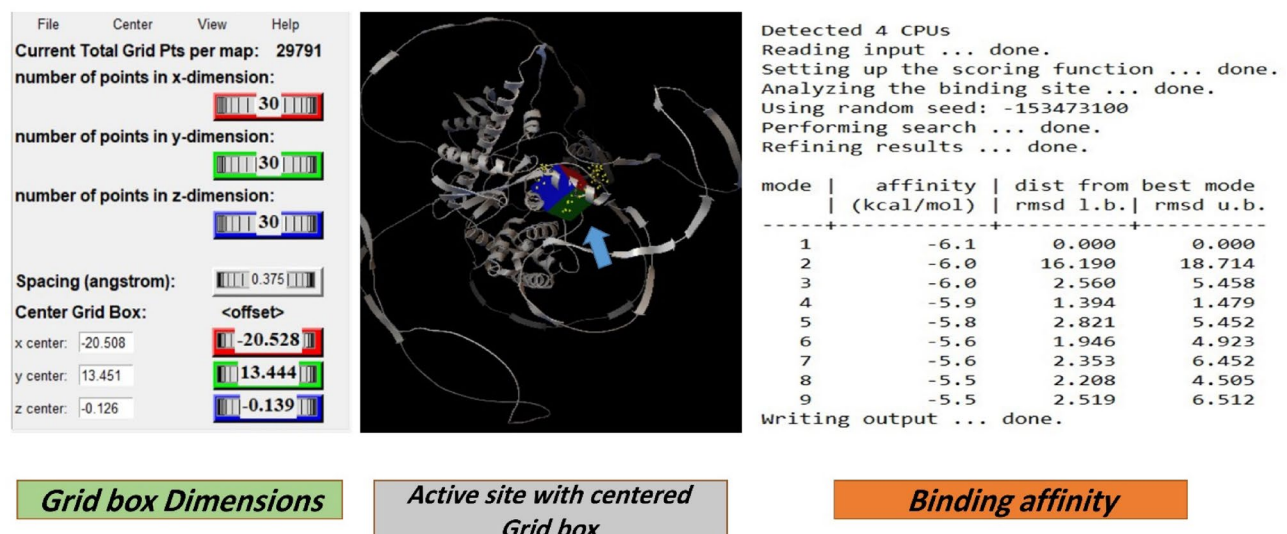 File Center View Help
Current Total Grid Pts per map: 29791
number of points in x-dimension:
30
number of points in y-dimension:
30
number of points in z-dimension:
30
Spacing (angstrom): 0.375
Center Grid Box: <offset>
x center: -20.508 -20.528
y center: 13.451 13.444
z center: -0.126 -0.139
Grid box Dimensions
Active site with centered
Grid box
Detected 4 CPUs
Reading input ... done.
Setting up the scoring function ... done.
Analyzing the binding site ... done.
Using random seed: -153473100
Performing search ... done.
Refining results ... done.
mode | affinity | dist from best mode
| (kcal/mol) | rmsd l.b.| rmsd u.b.
-----+------------+----------+----------
1 -6.1 0.000 0.000
2 -6.0 16.190 18.714
3 -6.0 2.560 5.458
4 -5.9 1.394 1.479
5 -5.8 2.821 5.452
6 -5.6 1.946 4.923
7 -5.6 2.353 6.452
8 -5.5 2.208 4.505
9 -5.5 2.519 6.512
Writing output ... done.
Binding affinity